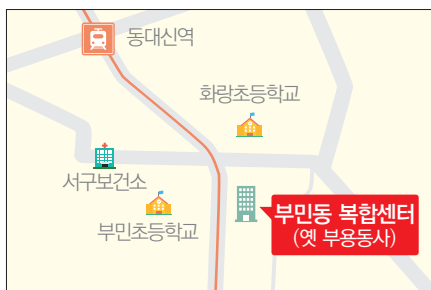 동대신역
화랑초등학교
서구보건소
부민초등학교
부민동 복합센터
(옛 부용동사)